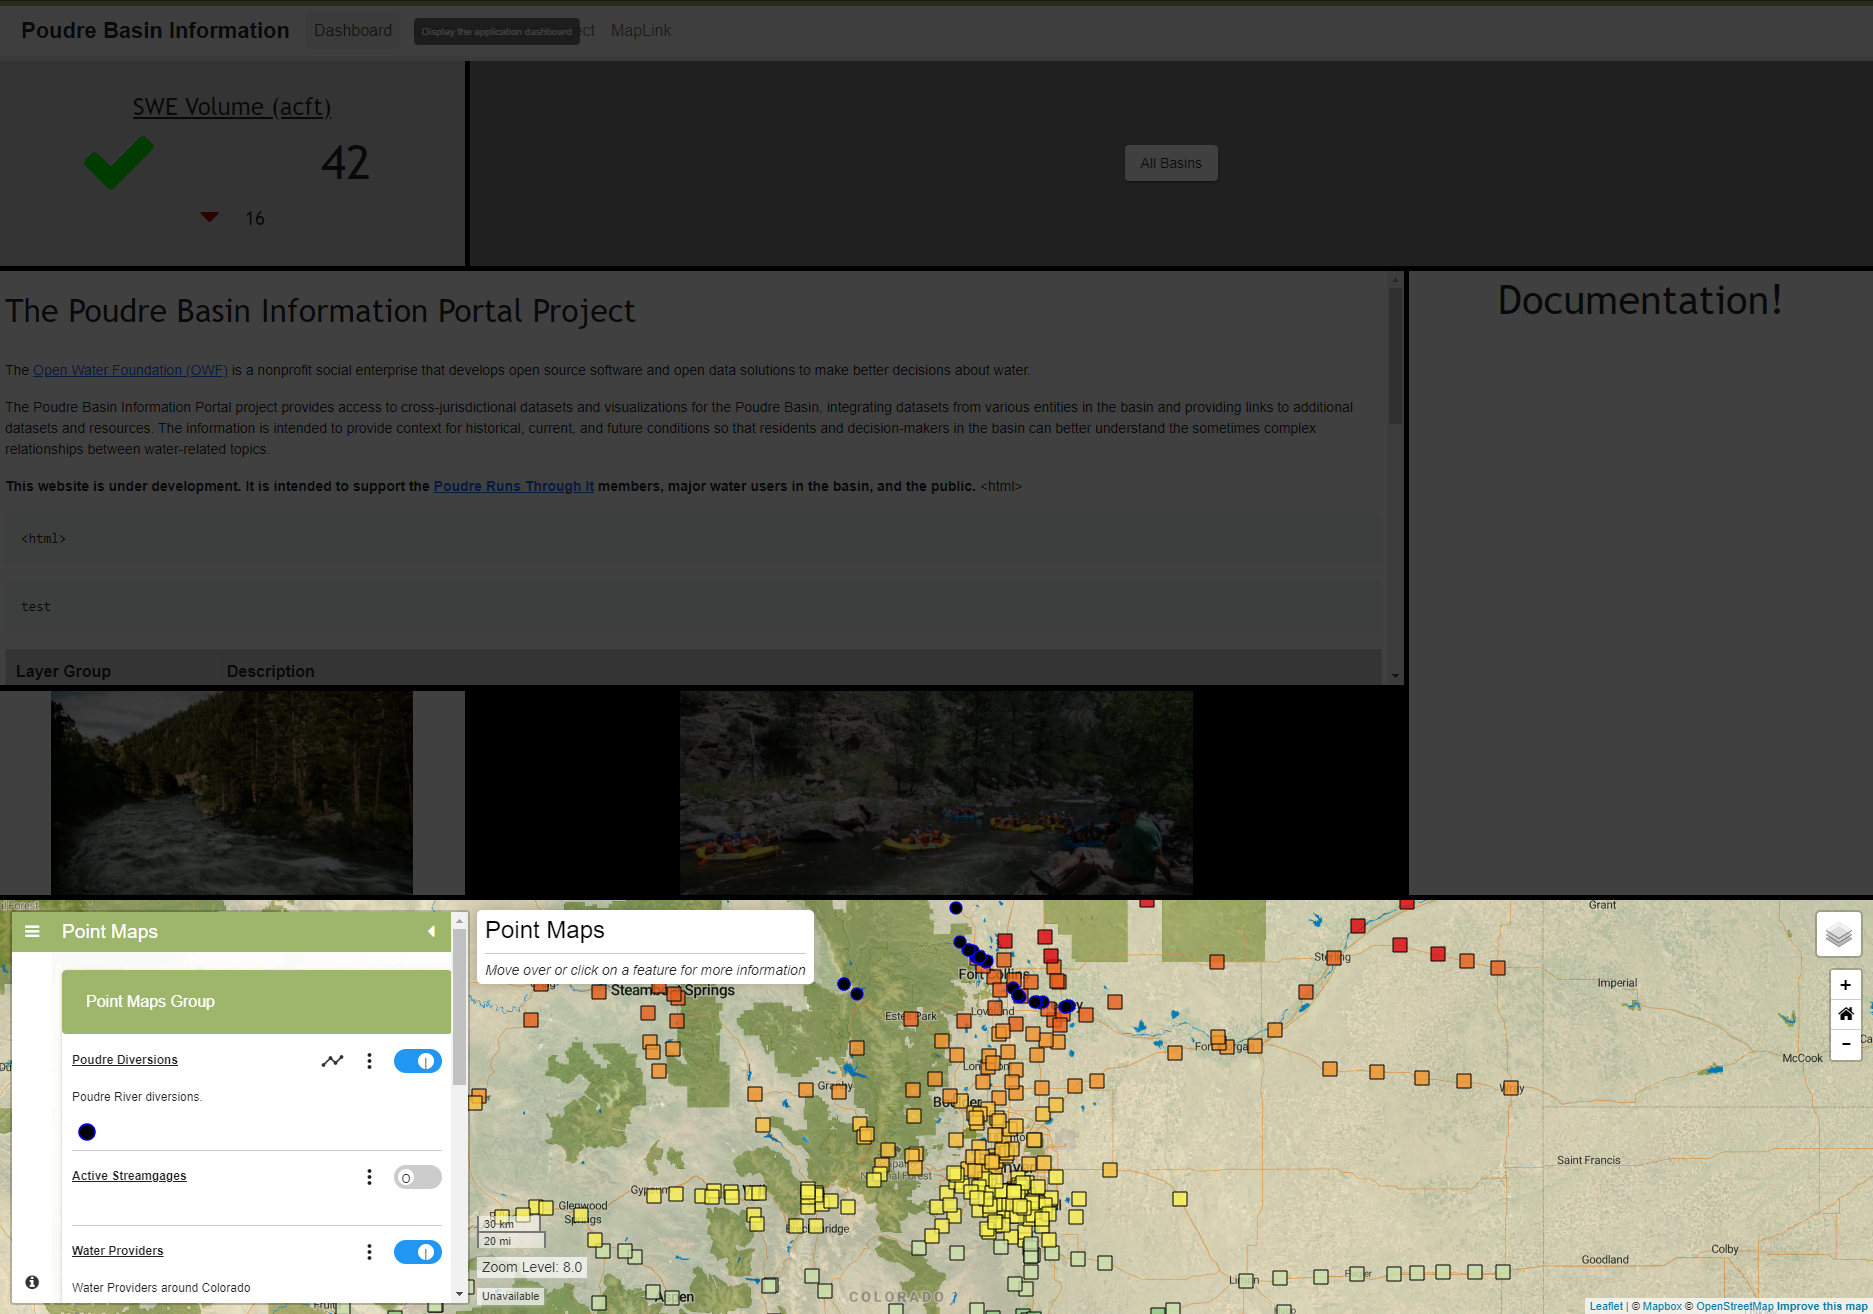 Poudre Basin Information
Dashboard
Display the application dashboard
MapLink
SWE Volume (acft)
42
16
All Basins
The Poudre Basin Information Portal Project
The Open Water Foundation (OWF) is a nonprofit social enterprise that develops open source software and open data solutions to make better decisions about water.
The Poudre Basin Information Portal project provides access to cross-jurisdictional datasets and visualizations for the Poudre Basin, integrating datasets from various entities in the basin and providing links to additional
datasets and resources. The information is intended to provide context for historical, current, and future conditions so that residents and decision-makers in the basin can better understand the sometimes complex
relationships between water-related topics.
This website is under development. It is intended to support the Poudre Runs Through It members, major water users in the basin, and the public. <html>
<html>
test
Layer Group
Description
Documentation!
Point Maps
Point Maps Group
Poudre Diversions
Poudre River diversions.
Active Streamgages
Water Providers
Water Providers around Colorado
Point Maps
Move over or click on a feature for more information
Grant
Sterling
Imperial
Fort Collins
Steamboat Springs
Estes Park
McCook
Granby
Saint Francis
Glenwood
Springs
Goodland
Colby
30 km
20 mi
Zoom Level: 8.0
Unavailable
COLORADO
+
−
Leaflet | © Mapbox © OpenStreetMap Improve this map